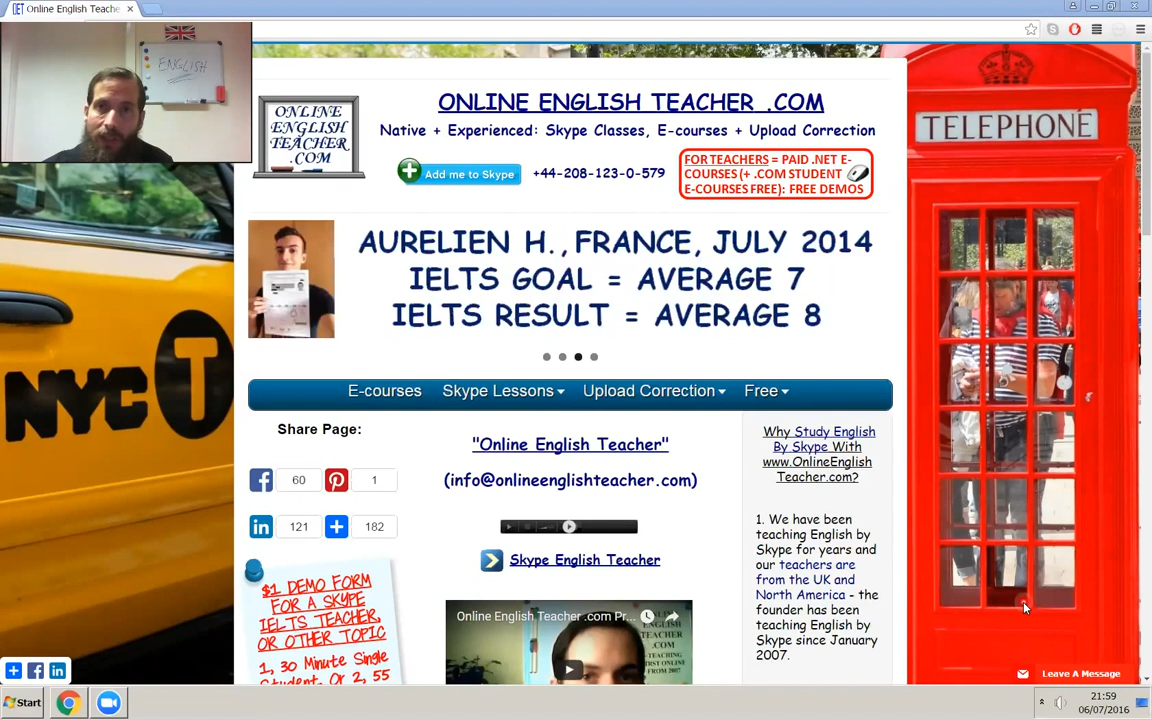 Online English Teache
ENGLISH
ONLINE
ENGLISH
TEACHER
.COM
ONLINE ENGLISH TEACHER .COM
Native + Experienced: Skype Classes, E-courses + Upload Correction
Add me to Skype
+44-208-123-0-579
FOR TEACHERS = PAID .NET E-
COURSES (+ .COM STUDENT
E-COURSES FREE): FREE DEMOS
TELEPHONE
AURELIEN H., FRANCE, JULY 2014
IELTS GOAL = AVERAGE 7
IELTS RESULT = AVERAGE 8
NYC T
E-courses
Skype Lessons
Upload Correction
Free
Share Page:
60
1
121
182
$1 DEMO FORM
FOR A SKYPE
IELTS TEACHER,
OR OTHER TOPIC
1, 30 Minute Single
Student, Or 2, 55
"Online English Teacher"
(info@onlineenglishteacher.com)
Skype English Teacher
Online English Teacher .com Pr...
ENGLISH
TEACHER
.COM
Why Study English
By Skype With
www.OnlineEnglish
Teacher.com?
1. We have been
teaching English by
Skype for years and
our teachers are
from the UK and
North America - the
founder has been
teaching English by
Skype since January
2007.
Leave A Message
Start
21:59
06/07/2016